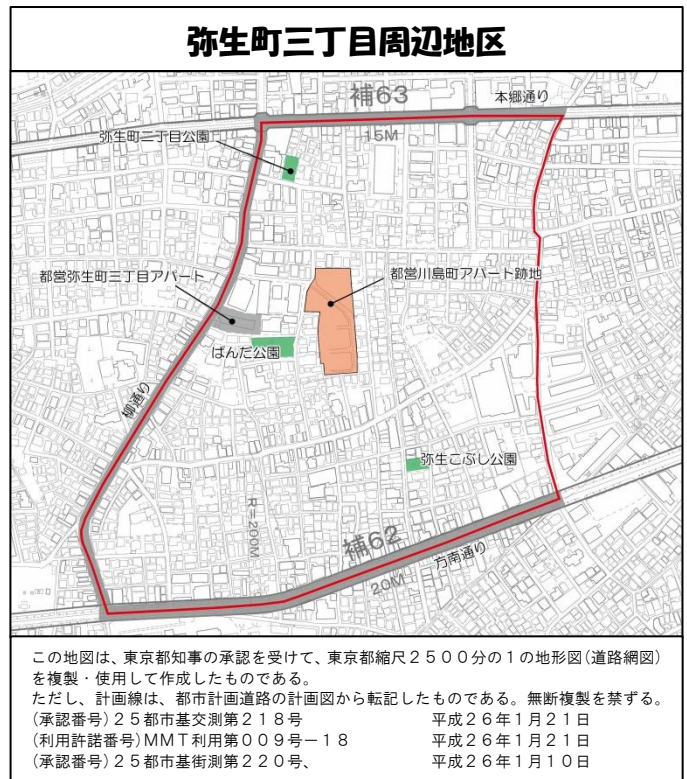 弥生町三丁目周辺地区
補63
本郷通り
15M
弥生町二丁目公園
都営弥生町三丁目アパート
都営川島町アパート跡地
ぱんだ公園
柳通り
弥生こぶし公園
R=200M
補62
方南通り
20M
この地図は、東京都知事の承認を受けて、東京都縮尺2500分の1の地形図(道路網図)
を複製・使用して作成したものである。
ただし、計画線は、都市計画道路の計画図から転記したものである。無断複製を禁ずる。
(承認番号)25都市基交測第218号 平成26年1月21日
(利用許諾番号)MMT利用第009号-18 平成26年1月21日
(承認番号)25都市基街測第220号、 平成26年1月10日